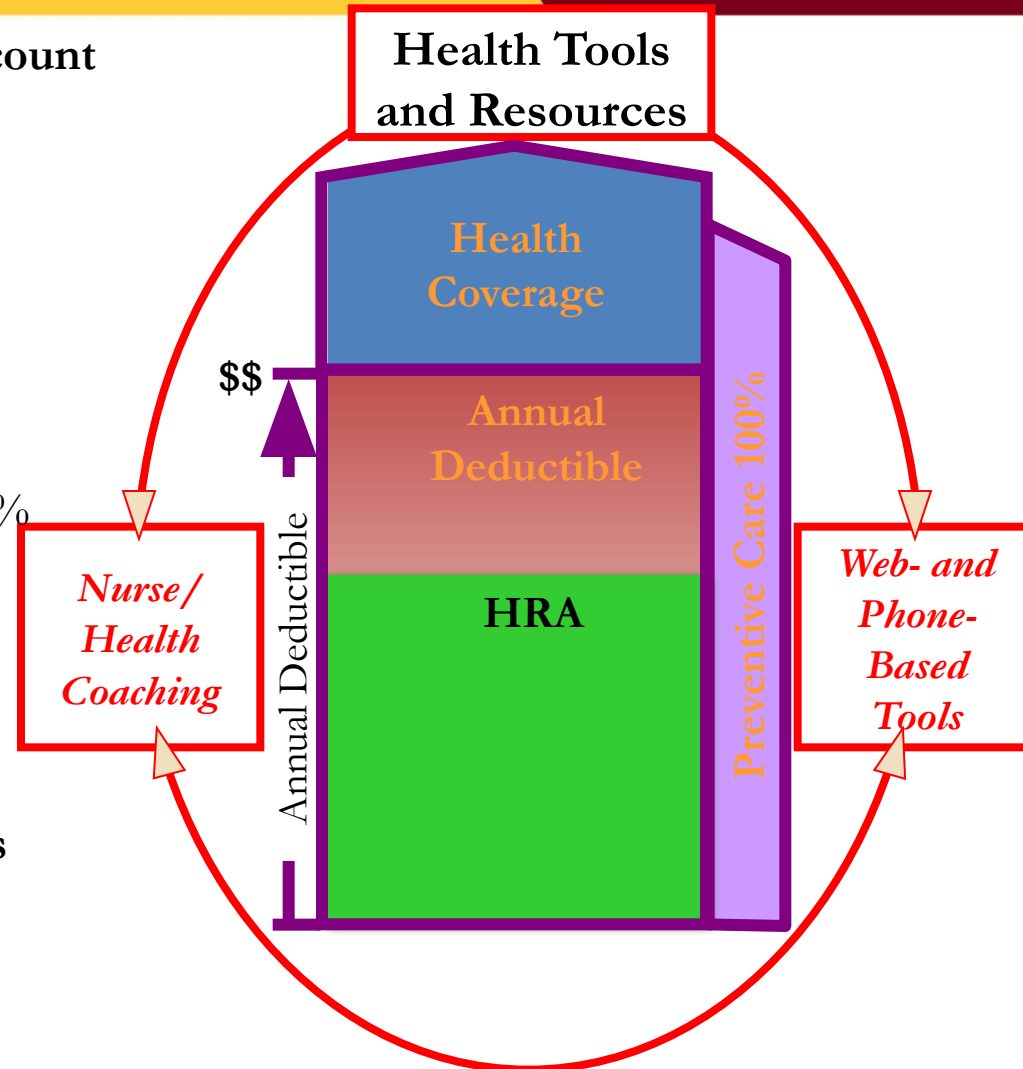 count
Health Tools
and Resources
Health
Coverage
$$
Annual
Deductible
%
Annual Deductible
Preventive Care 100%
Nurse/
Health
Coaching
Web- and
Phone-
Based
Tools
HRA
s